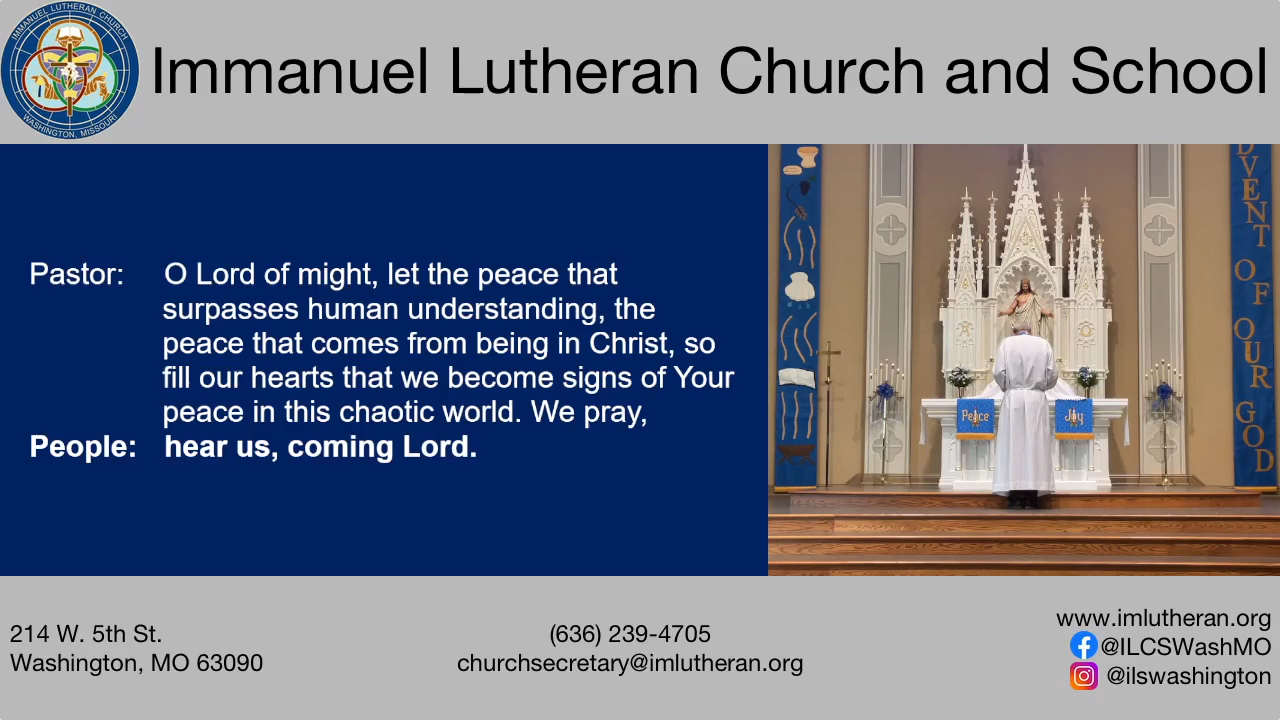 IMMANUEL LUTHERAN CHURCH
WASHINGTON, MISSOURI
Immanuel Lutheran Church and School
Pastor: O Lord of might, let the peace that
surpasses human understanding, the
peace that comes from being in Christ, so
fill our hearts that we become signs of Your
peace in this chaotic world. We pray,
People: hear us, coming Lord.
DVENT OF OUR GOD
Peace
Joy
214 W. 5th St.
Washington, MO 63090
(636) 239-4705
churchsecretary@imlutheran.org
www.imlutheran.org
@ILCSWashMO
@ilswashington